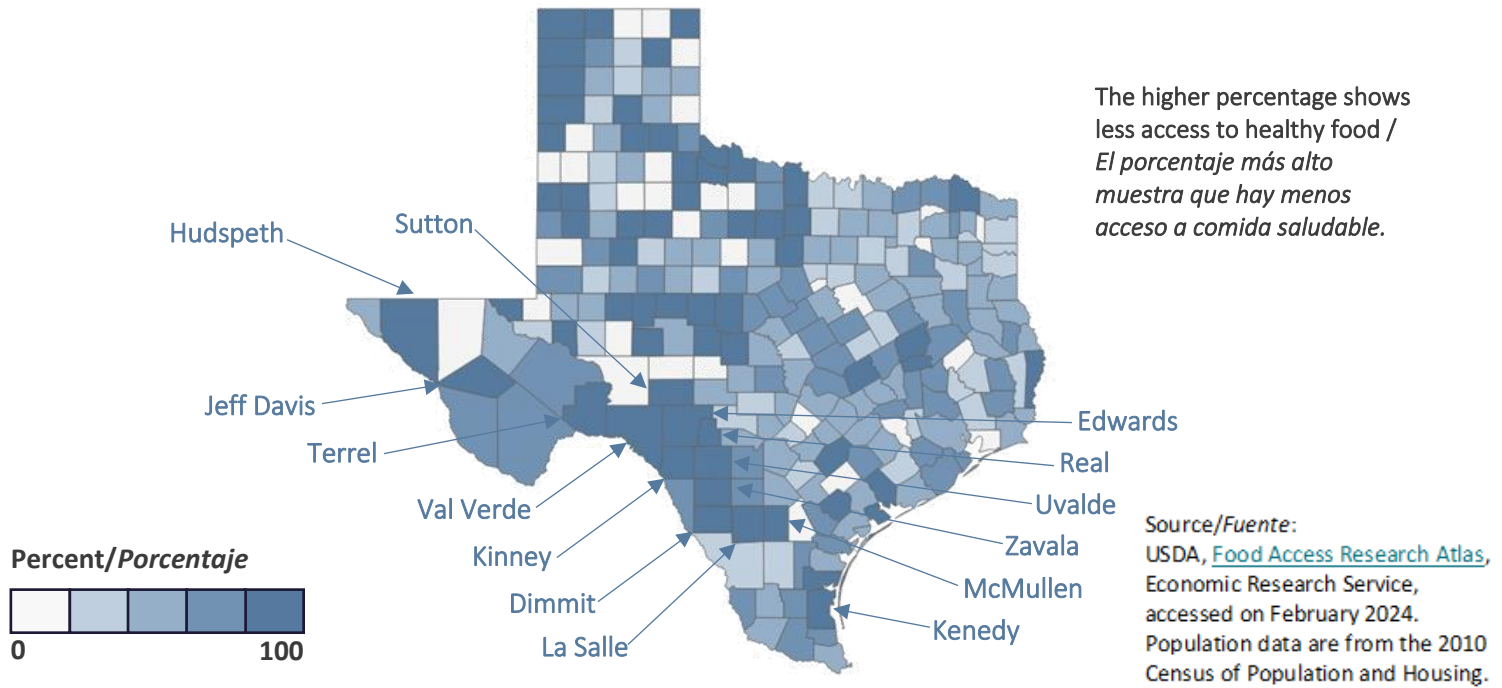 The higher percentage shows
less access to healthy food /
El porcentaje más alto
muestra que hay menos
acceso a comida saludable.
Hudspeth
Sutton
Jeff Davis
Terrel
Val Verde
Kinney
Dimmit
La Salle
Edwards
Real
Uvalde
Zavala
McMullen
Kenedy
Percent/Porcentaje
0 100
Source/Fuente:
USDA, Food Access Research Atlas,
Economic Research Service,
accessed on February 2024.
Population data are from the 2010
Census of Population and Housing.